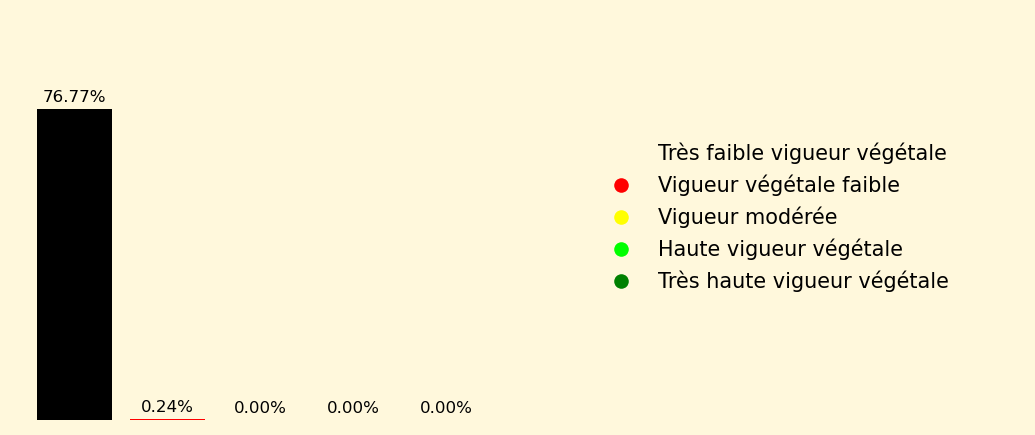 76.77%
0.24%
0.00%
0.00%
0.00%
Très faible vigueur végétale
Vigueur végétale faible
Vigueur modérée
Haute vigueur végétale
Très haute vigueur végétale